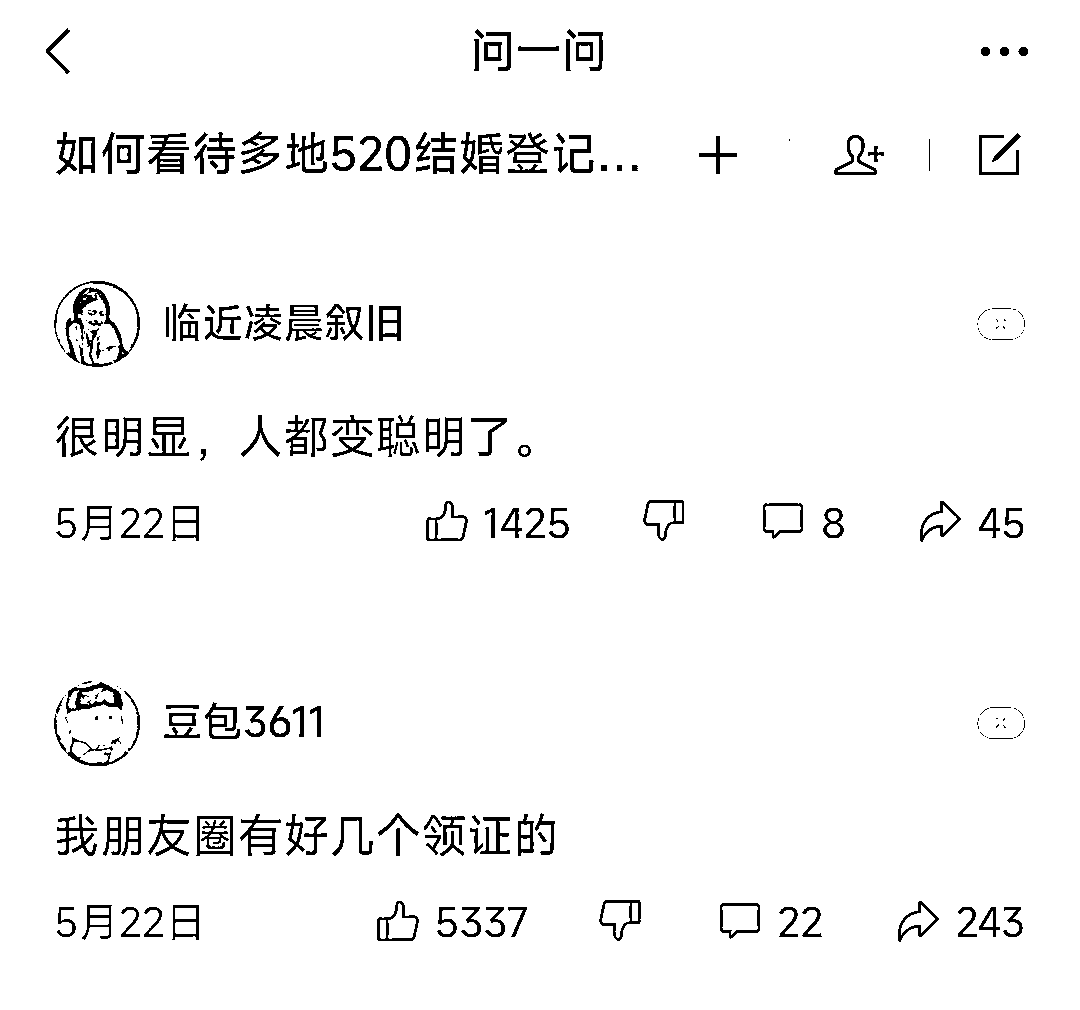 问一问
如何看待多地520结婚登记...
临近凌晨叙旧
很明显，人都变聪明了。
5月22日 1425 8 45
豆包3611
我朋友圈有好几个领证的
5月22日 5337 22 243